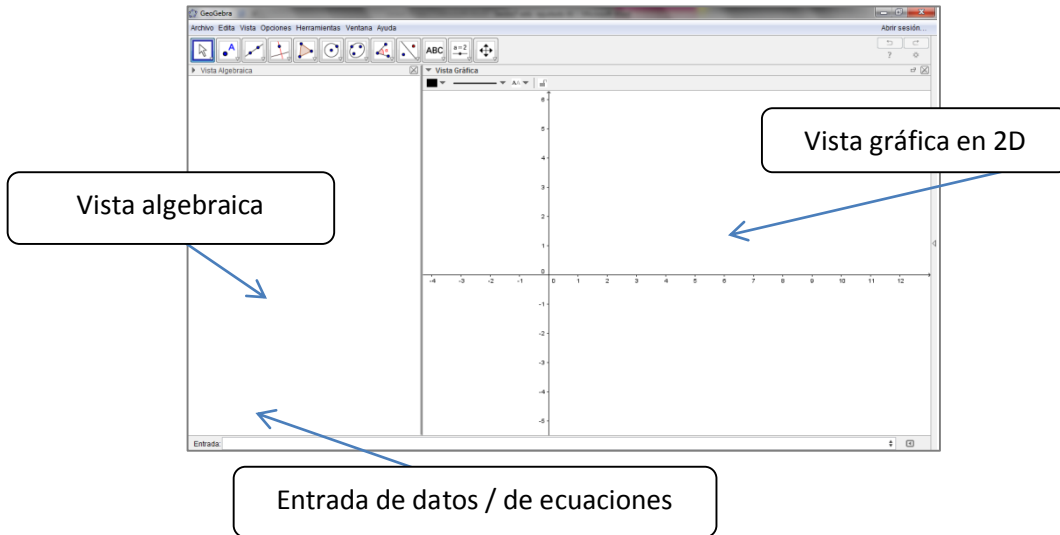 GeoGebra
Archivo Edita Vista Opciones Herramientas Ventana Ayuda
Abrir sesión...
A
ABC
a=2
?
Vista Algebraica
Vista Gráfica
AA
6
5
4
3
2
1
0
-4 -3 -2 -1 0 1 2 3 4 5 6 7 8 9 10 11 12
-1
-2
-3
-4
-5
Entrada:
Vista gráfica en 2D
Vista algebraica
Entrada de datos / de ecuaciones